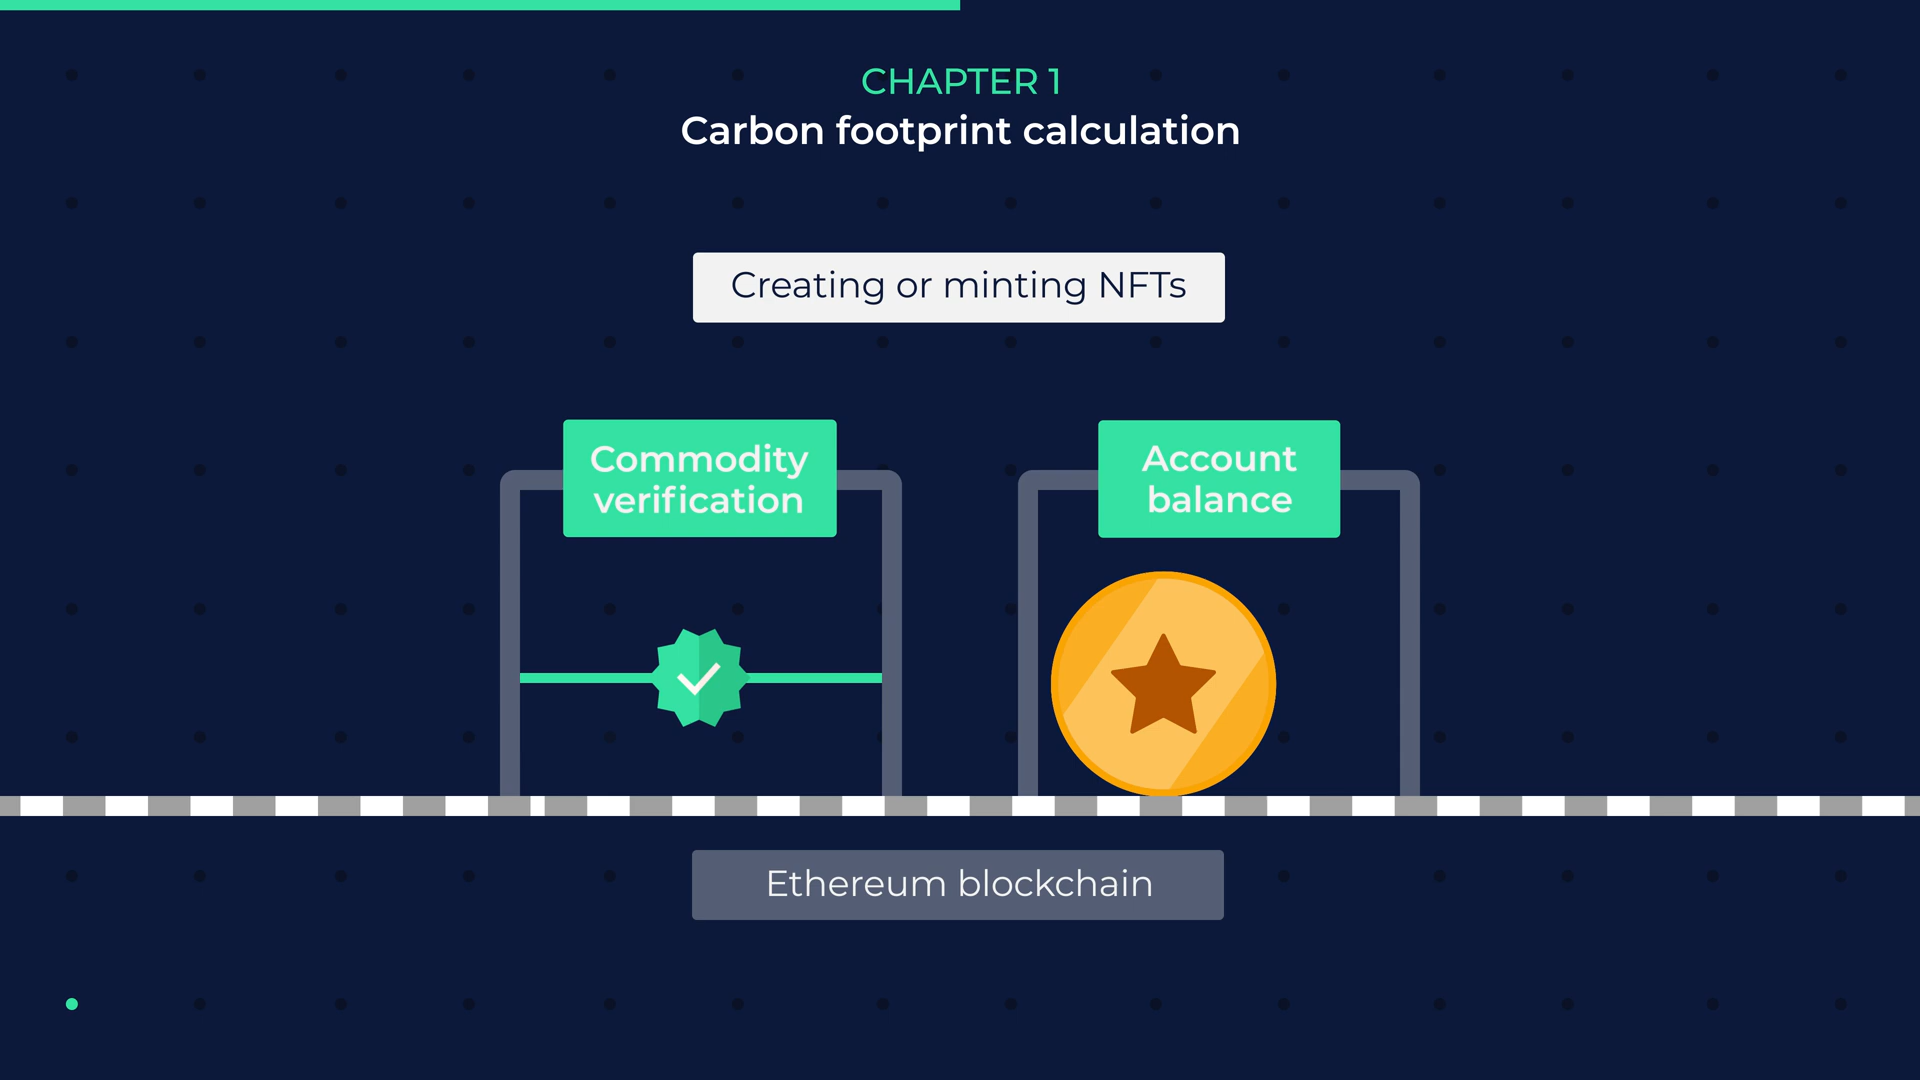 CHAPTER 1
Carbon footprint calculation
Creating or minting NFTs
Commodity
verification
Account
balance
Ethereum blockchain